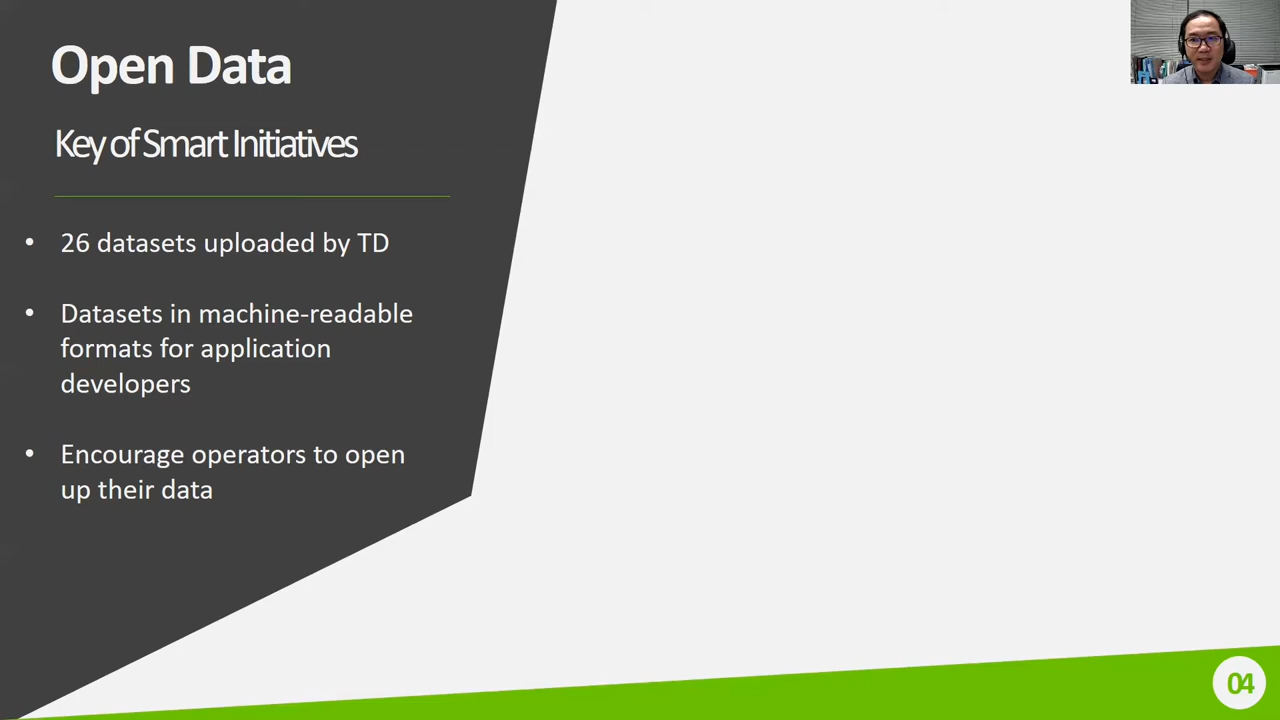 Open Data
Key of Smart Initiatives
• 26 datasets uploaded by TD
• Datasets in machine-readable
formats for application
developers
• Encourage operators to open
up their data
04